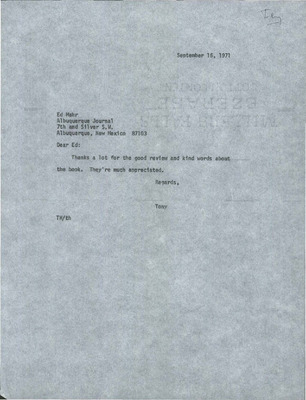 September 16, 1971
Ed Mahr
Albuquerque Journal
7th and Silver S.W.
Albuquerque, New Mexico 87103
Dear Ed:
Thanks a lot for the good review and kind words about
the book. They're much appreciated.
Regards,
Tony
TH/bh